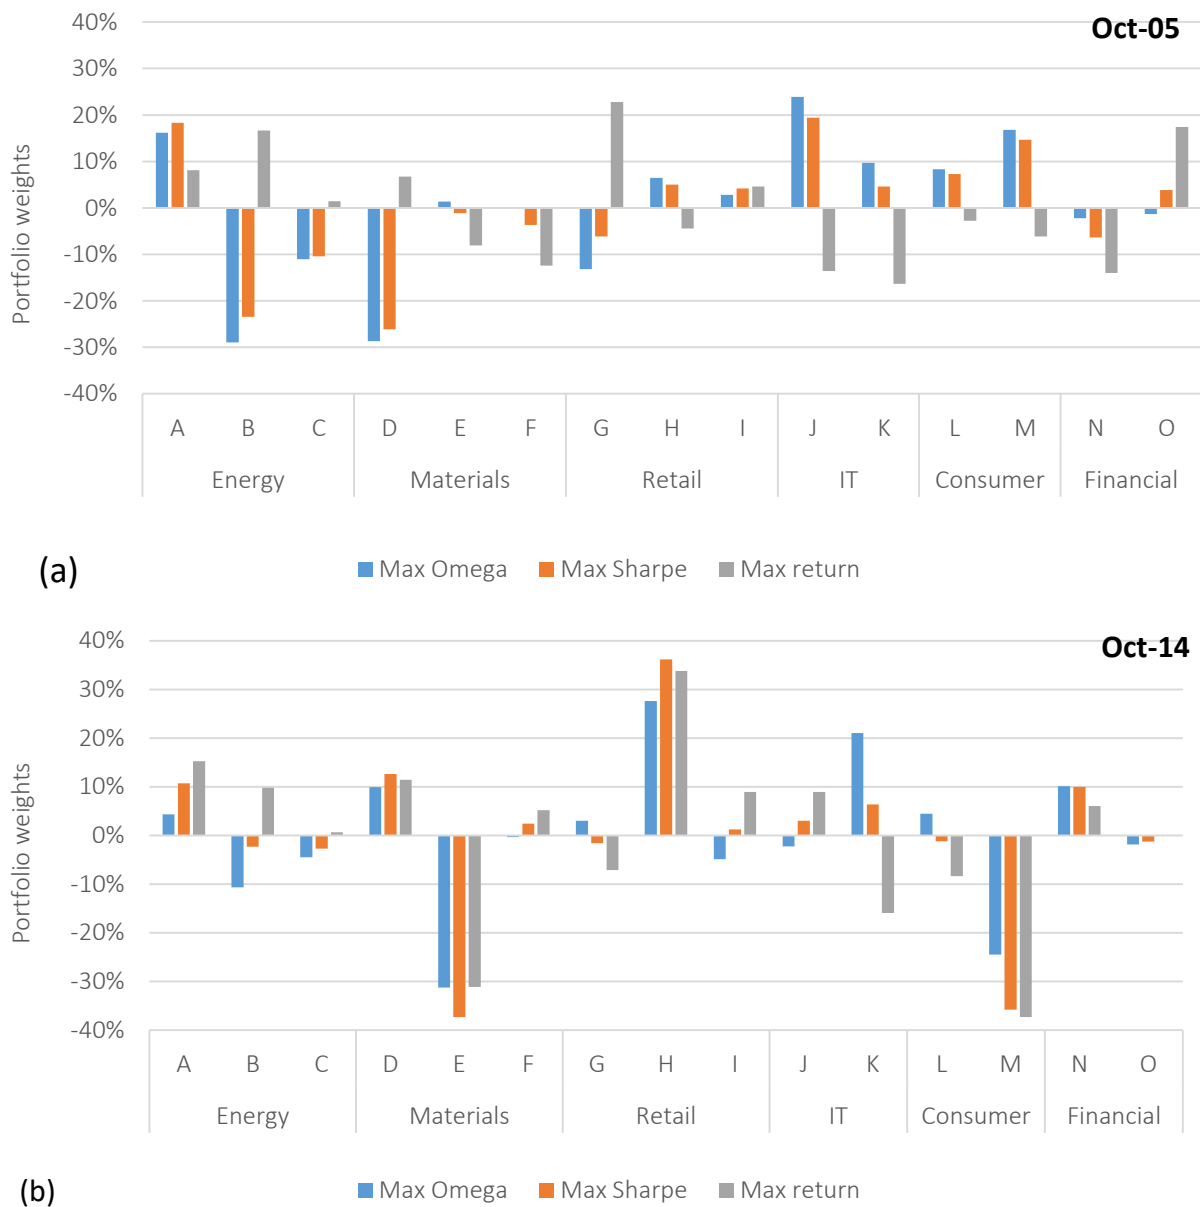 Oct-05
Portfolio weights
40%
30%
20%
10%
0%
-10%
-20%
-30%
-40%
A B C D E F G H I J K L M N O
Energy Materials Retail IT Consumer Financial
(a)
Max Omega Max Sharpe Max return
Oct-14
Portfolio weights
40%
30%
20%
10%
0%
-10%
-20%
-30%
-40%
A B C D E F G H I J K L M N O
Energy Materials Retail IT Consumer Financial
(b)
Max Omega Max Sharpe Max return